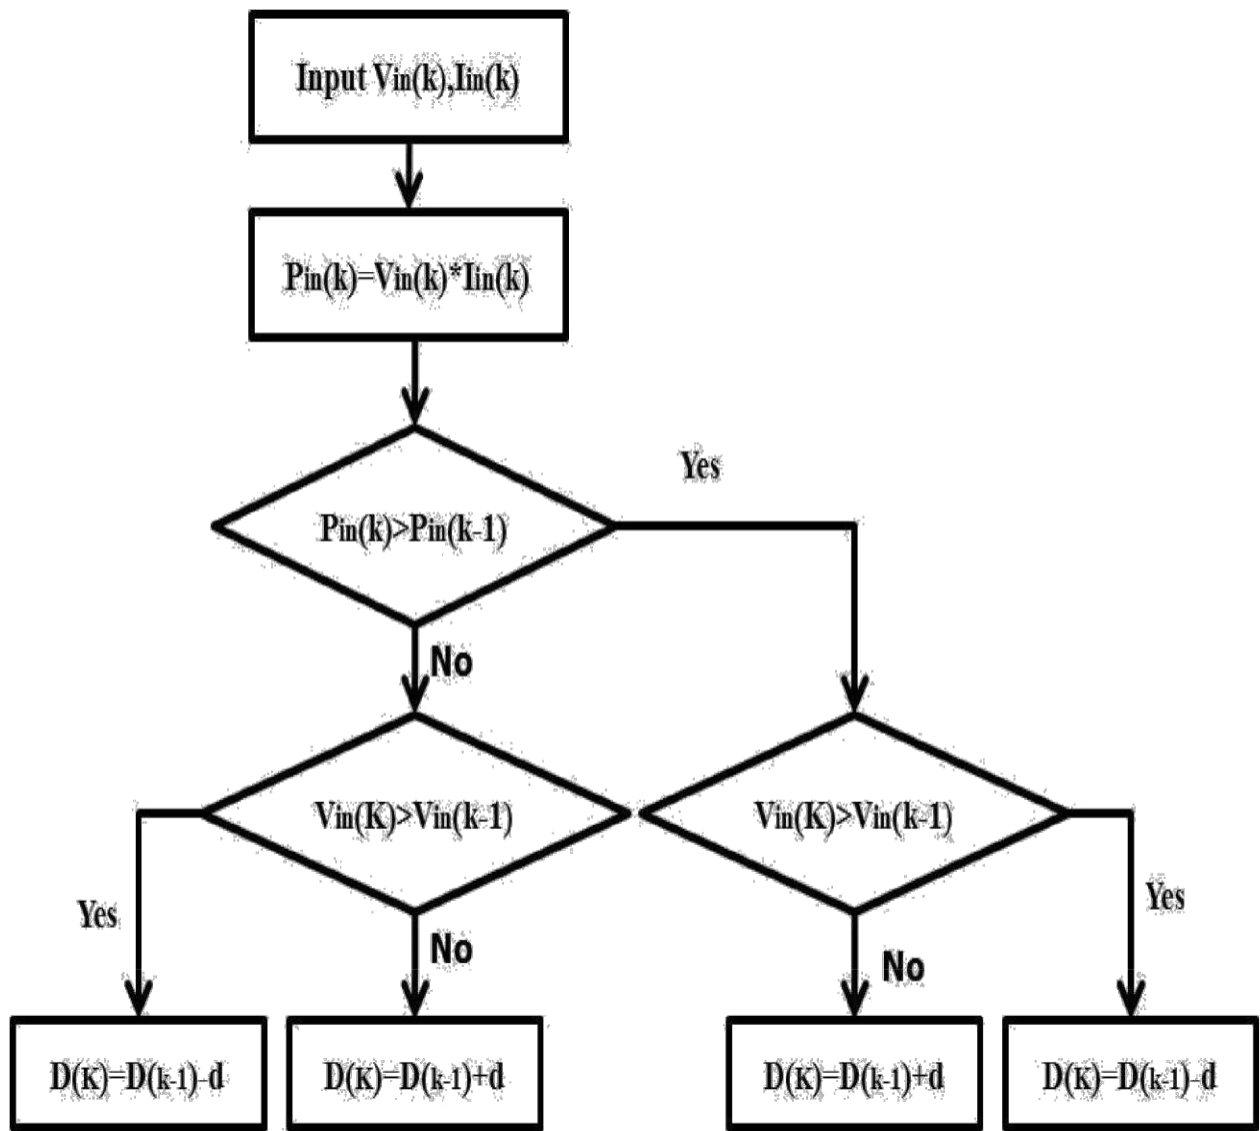 Input Vin(k),Iin(k)
Pin(k)=Vin(k)*Iin(k)
Pin(k)>Pin(k-1)
Yes
No
Vin(K)>Vin(k-1)
Vin(K)>Vin(k-1)
Yes
No
No
Yes
D(K)=D(k-1)-d
D(K)=D(k-1)+d
D(K)=D(k-1)+d
D(K)=D(k-1)-d